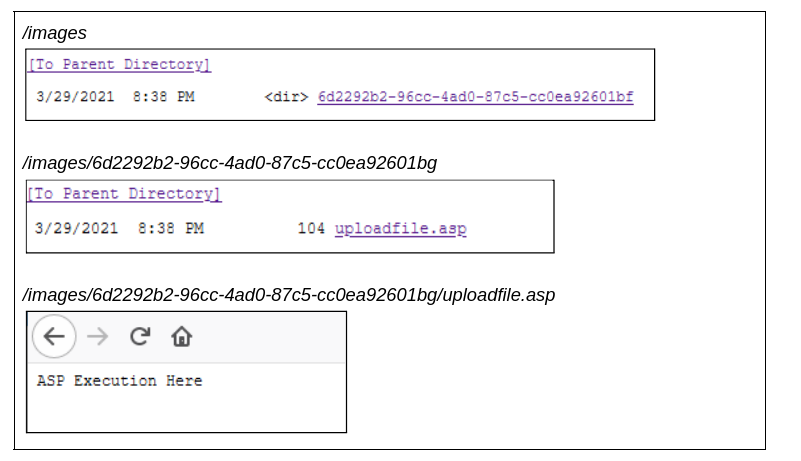 /images
[To Parent Directory]
3/29/2021 8:38 PM <dir> 6d2292b2-96cc-4ad0-87c5-cc0ea92601bf
/images/6d2292b2-96cc-4ad0-87c5-cc0ea92601bg
[To Parent Directory]
3/29/2021 8:38 PM 104 uploadfile.asp
/images/6d2292b2-96cc-4ad0-87c5-cc0ea92601bg/uploadfile.asp
ASP Execution Here